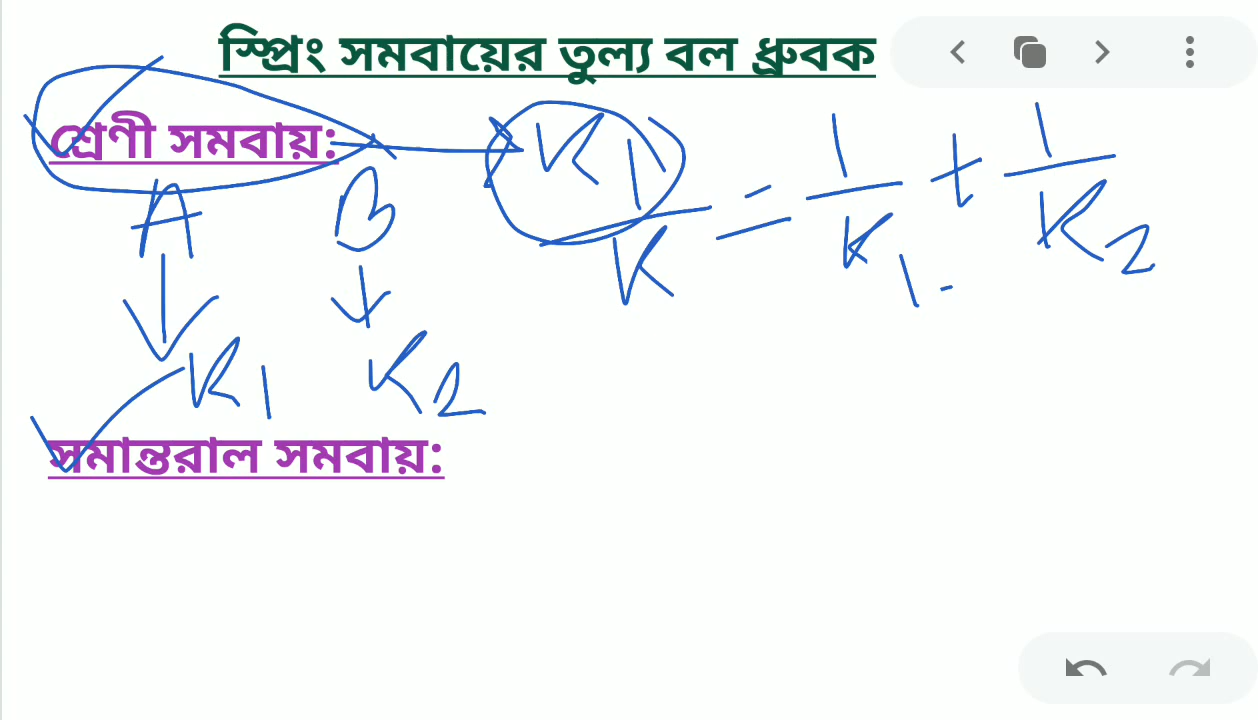 স্প্রিং সমবায়ের তুল্য বল ধ্রুবক
শ্রেণী সমবায়:
K
1/K = 1/K1 + 1/K2
A B
K1 K2
সমান্তরাল সমবায়: